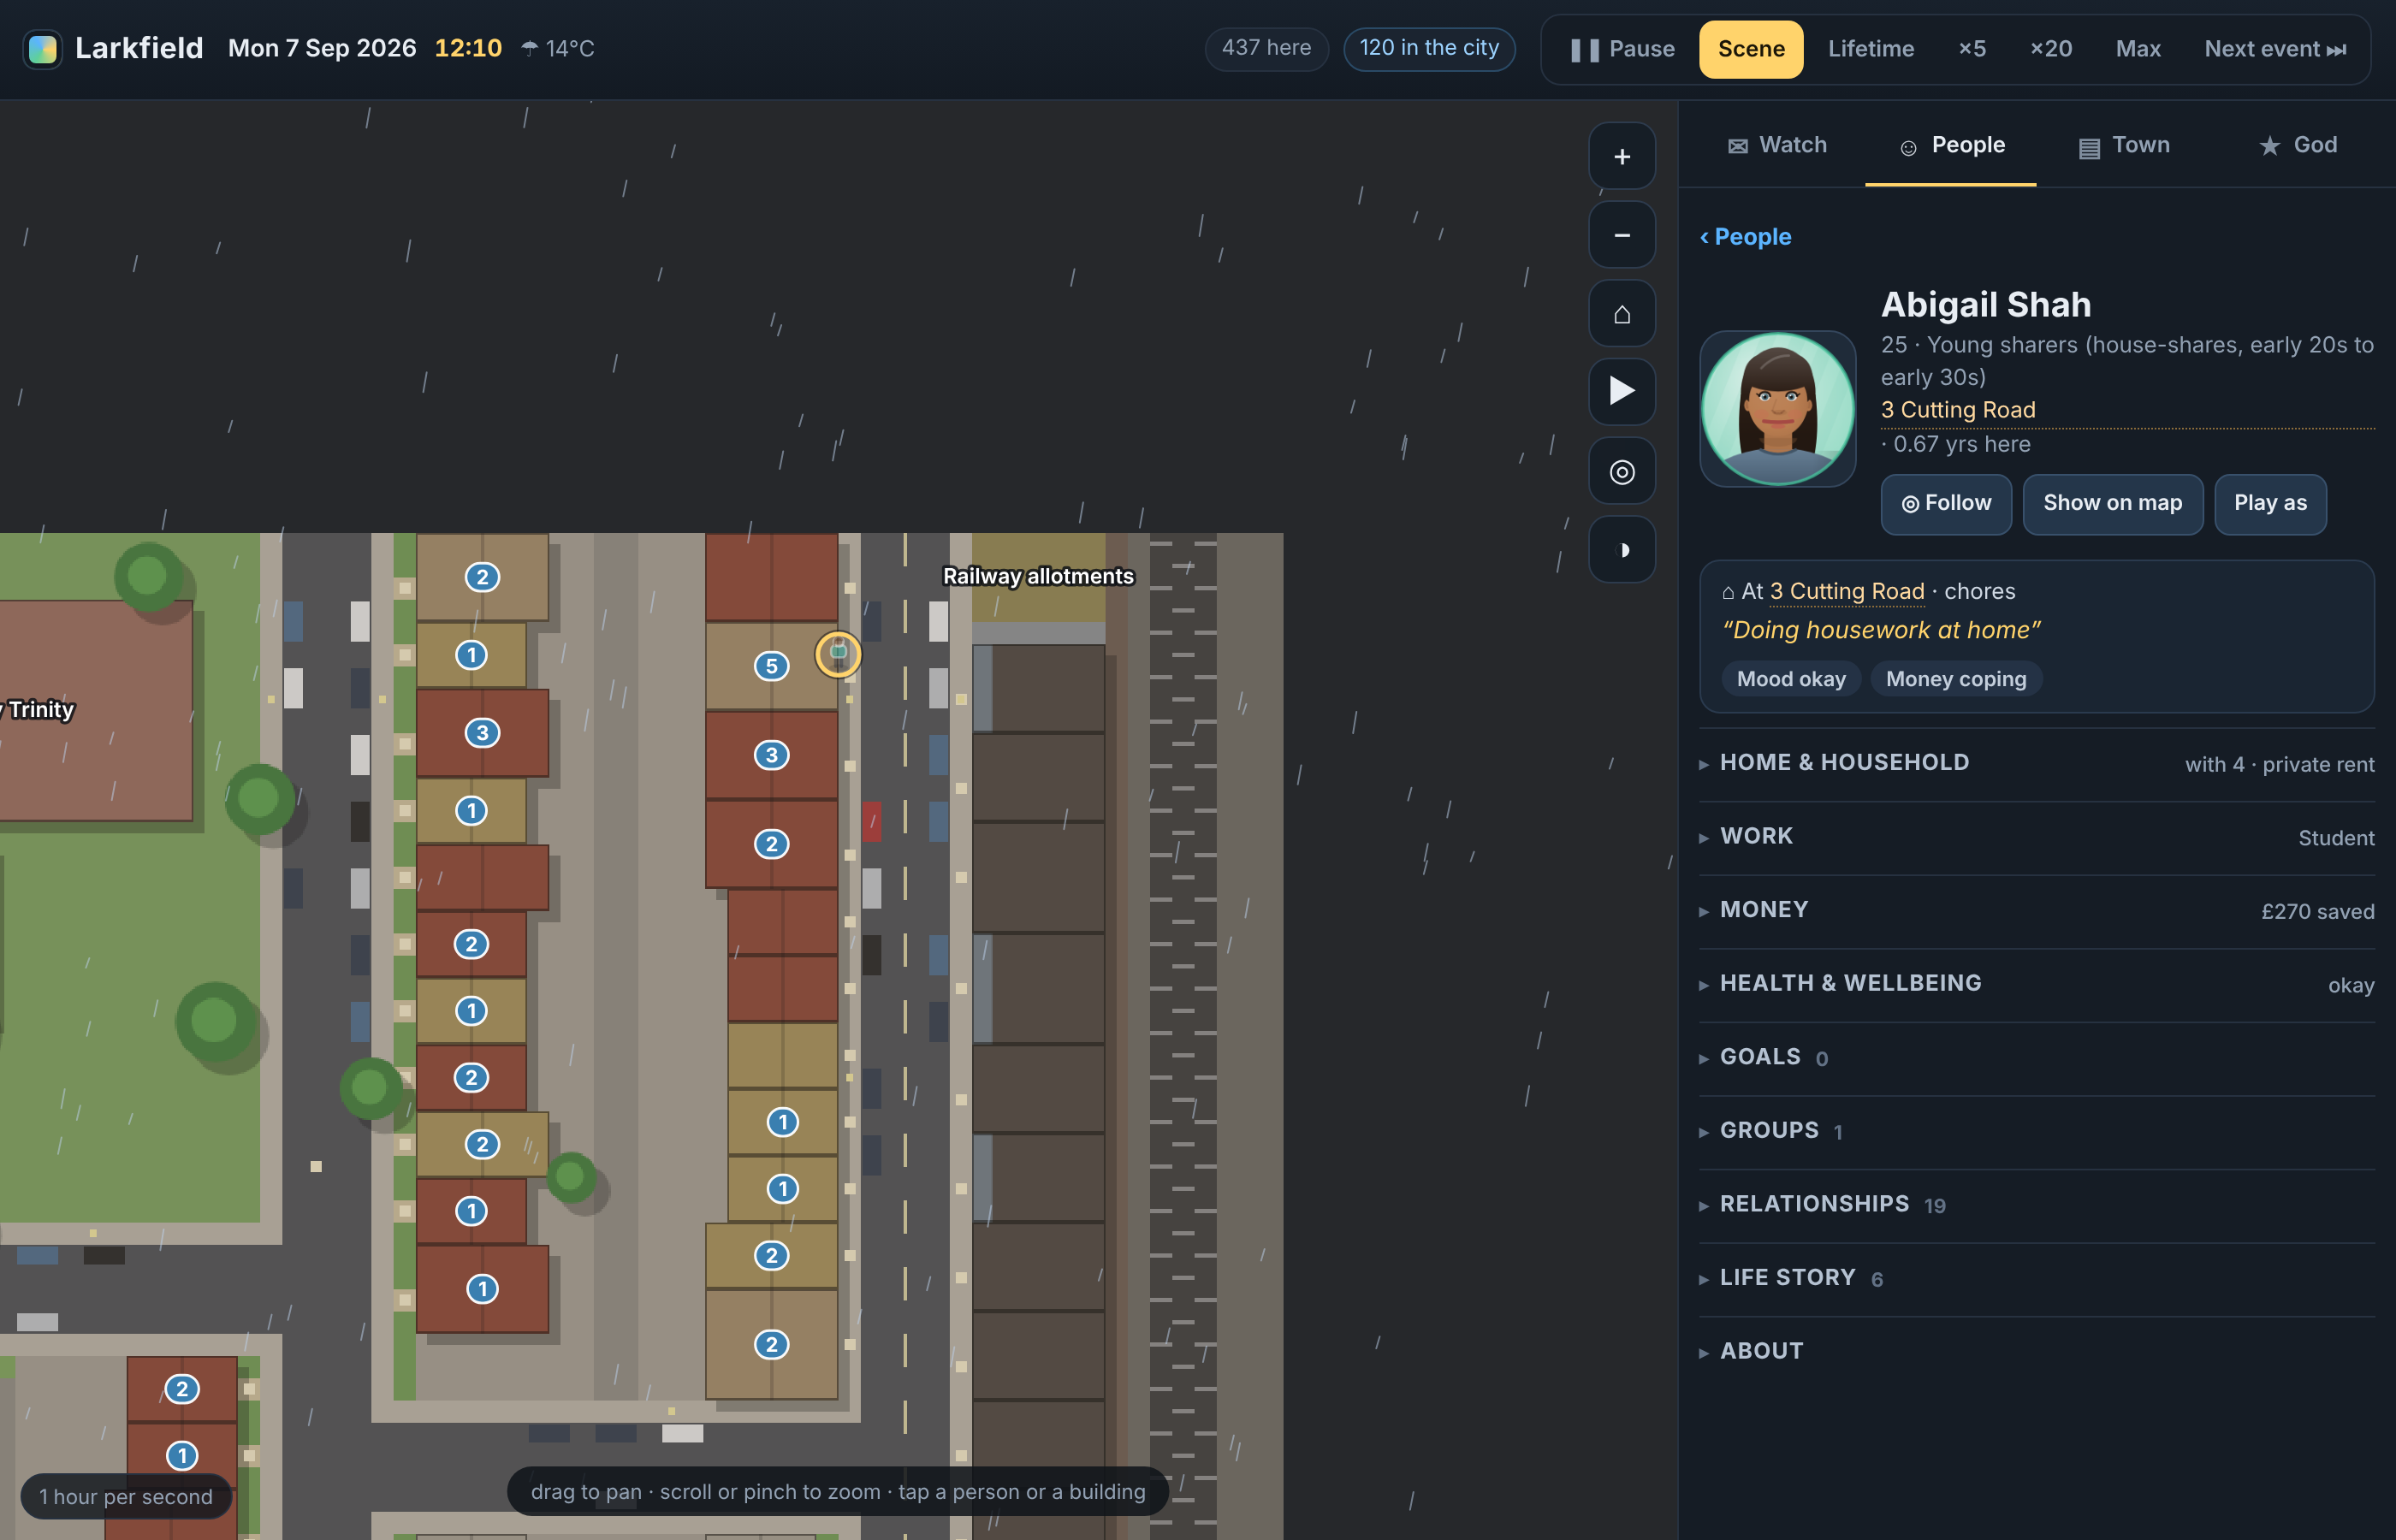 Larkfield Mon 7 Sep 2026 12:10 14°C
437 here 120 in the city Pause Scene Lifetime ×5 ×20 Max Next event
Watch People Town God
‹ People
Abigail Shah
25 · Young sharers (house-shares, early 20s to
early 30s)
3 Cutting Road
· 0.67 yrs here
Follow Show on map Play as
At 3 Cutting Road · chores
“Doing housework at home”
Mood okay Money coping
HOME & HOUSEHOLD with 4 · private rent
WORK Student
MONEY £270 saved
HEALTH & WELLBEING okay
GOALS 0
GROUPS 1
RELATIONSHIPS 19
LIFE STORY 6
ABOUT
Railway allotments
Trinity
2
1
3
1
2
1
2
2
1
1
5
3
2
1
1
2
2
2
1
1 hour per second
drag to pan · scroll or pinch to zoom · tap a person or a building